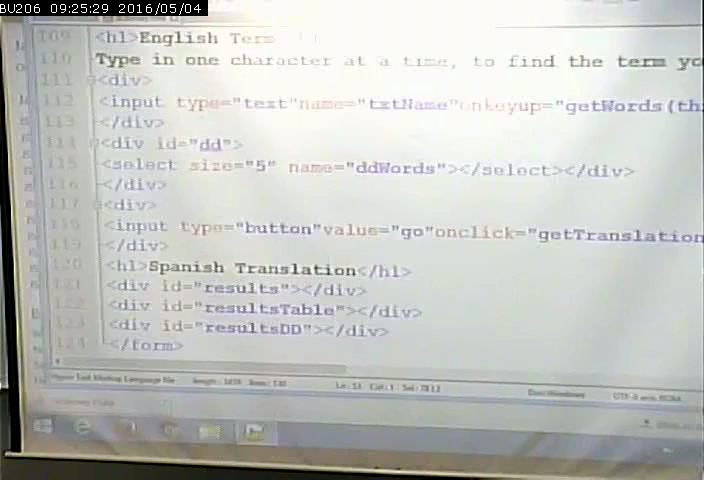 BU206 09:25:29 2016/05/04
109 <h1>English Term
110 Type in one character at a time, to find the term yo
111 <div>
112 <input type="text"name="txtName"onkeyup="getWords(thi
113 </div>
114 <div id="dd">
115 <select size="5" name="ddWords"></select></div>
116 </div>
117 <div>
118 <input type="button"value="go"onclick="getTranslation
119 </div>
120 <h1>Spanish Translation</h1>
121 <div id="results"></div>
122 <div id="resultsTable"></div>
123 <div id="resultsDD"></div>
124 </form>